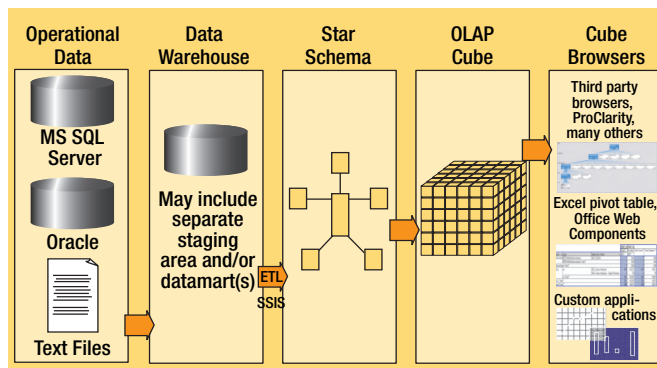 Operational
Data
Data
Warehouse
Star
Schema
OLAP
Cube
Cube
Browsers
MS SQL
Server
Oracle
Text Files
May include
separate
staging
area and/or
datamart(s)
ETL
SSIS
Third party
browsers,
ProClarity,
many others
Excel pivot table,
Office Web
Components
Custom appli-
cations